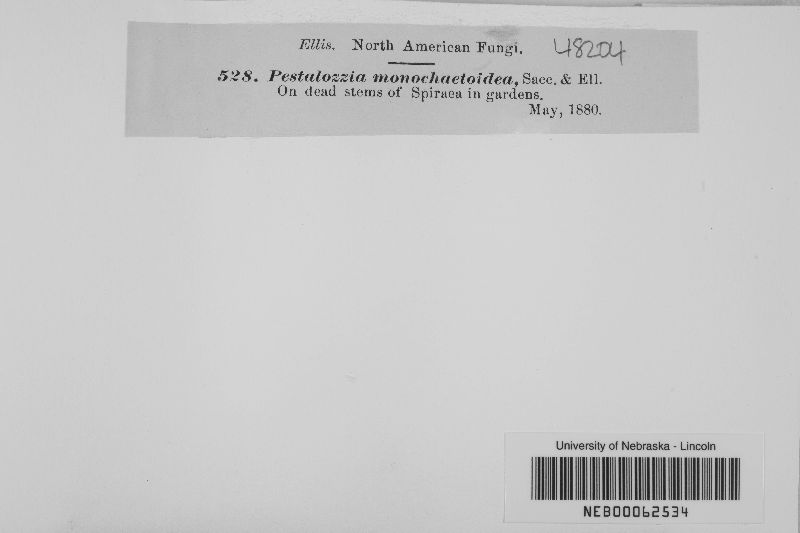 Ellis. North American Fungi. 48204
528. Pestalozzia monochaetoidea, Sacc. & Ell.
On dead stems of Spiraea in gardens.
May, 1880.
University of Nebraska - Lincoln
NEB00062534